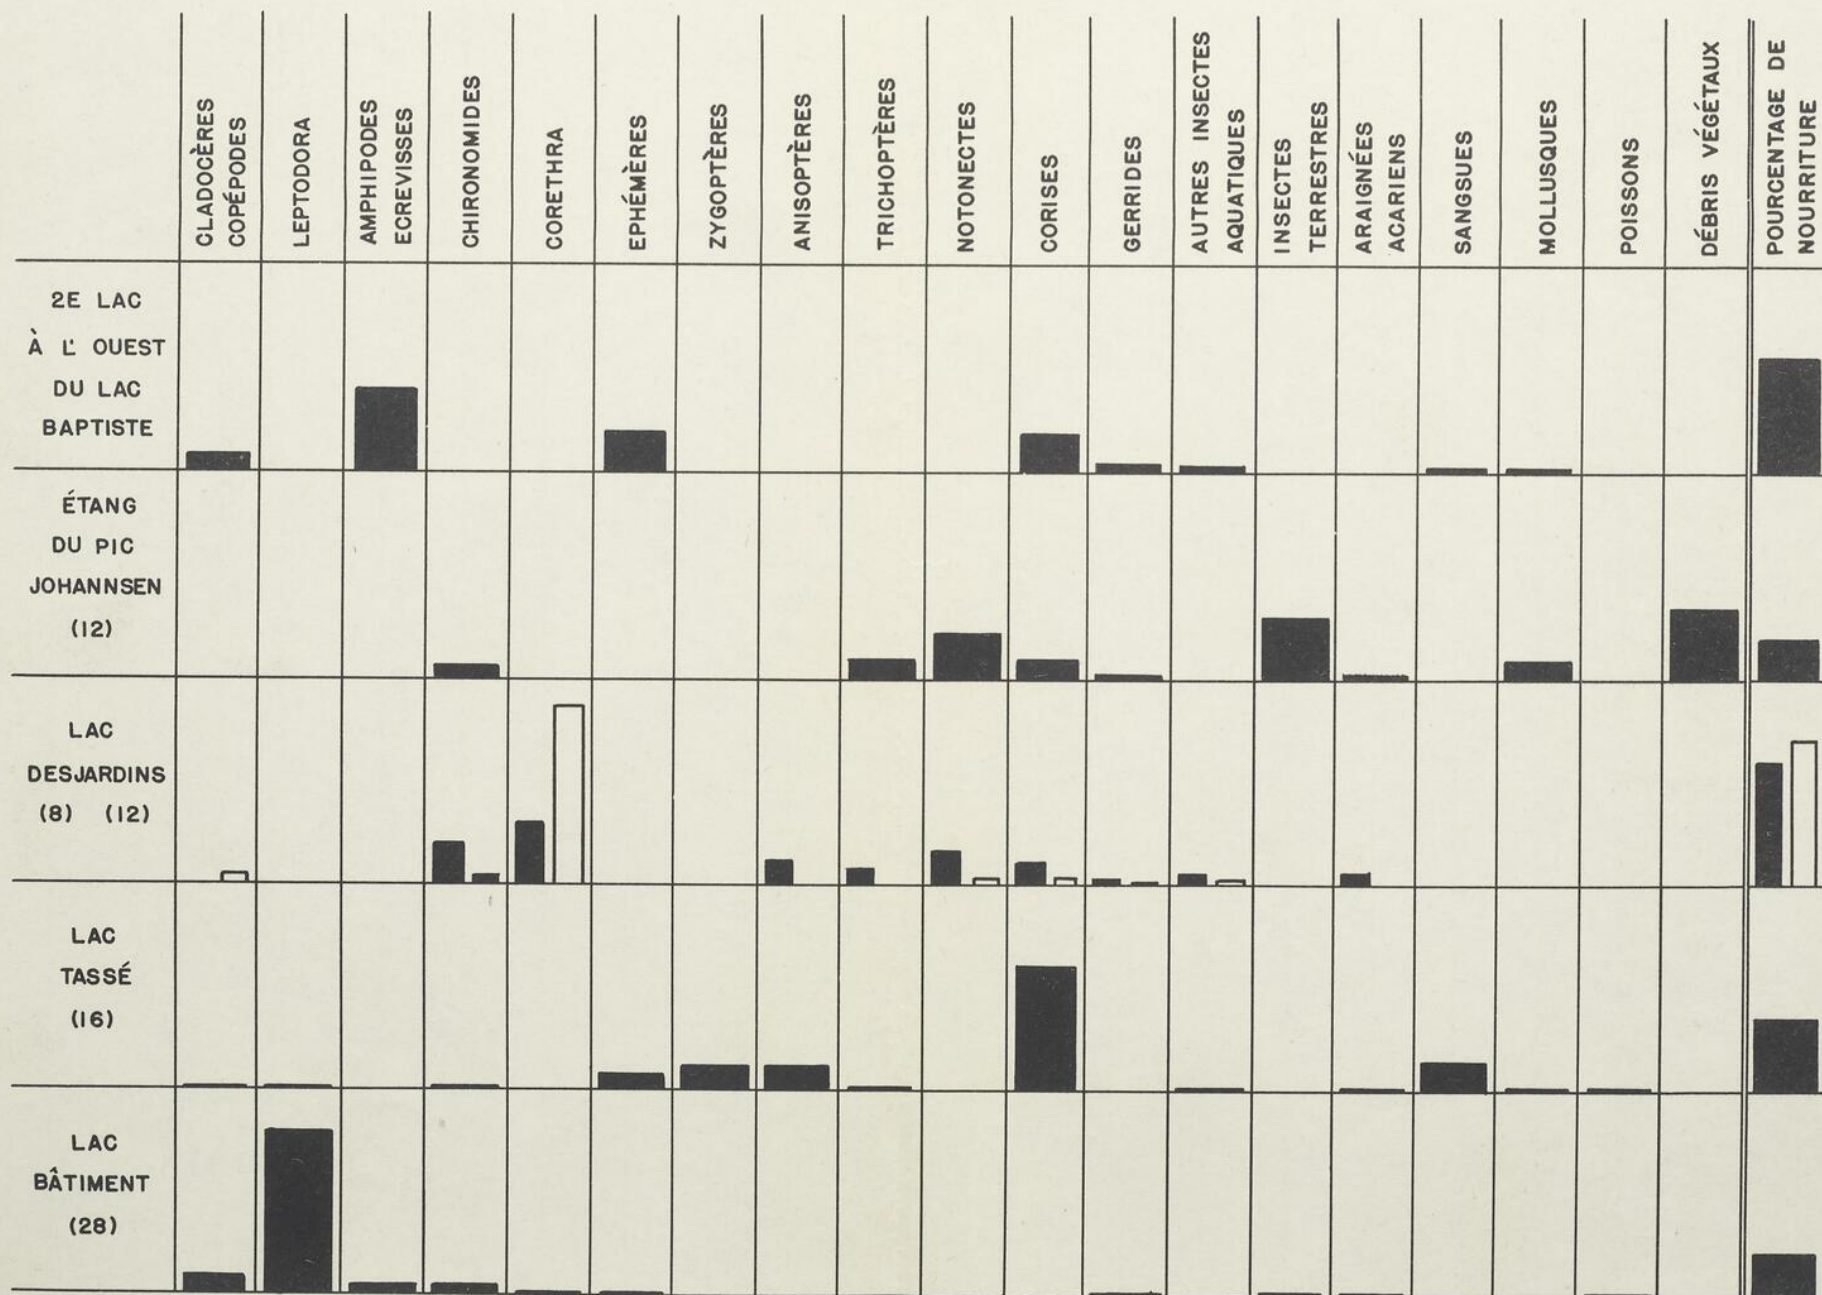 CLADOCÈRES
COPÉPODES
LEPTODORA
AMPHIPODES
ECREVISSES
CHIRONOMIDES
CORETHRA
EPHÉMÈRES
ZYGOPTÈRES
ANISOPTÈRES
TRICHOPTÈRES
NOTONECTES
CORISES
GERRIDES
AUTRES INSECTES
AQUATIQUES
INSECTES
TERRESTRES
ARAIGNÉES
ACARIENS
SANGSUES
MOLLUSQUES
POISSONS
DÉBRIS VÉGÉTAUX
POURCENTAGE DE
NOURRITURE
2E LAC
À L' OUEST
DU LAC
BAPTISTE
ÉTANG
DU PIC
JOHANNSEN
(12)
LAC
DESJARDINS
(8) (12)
LAC
TASSÉ
(16)
LAC
BÂTIMENT
(28)